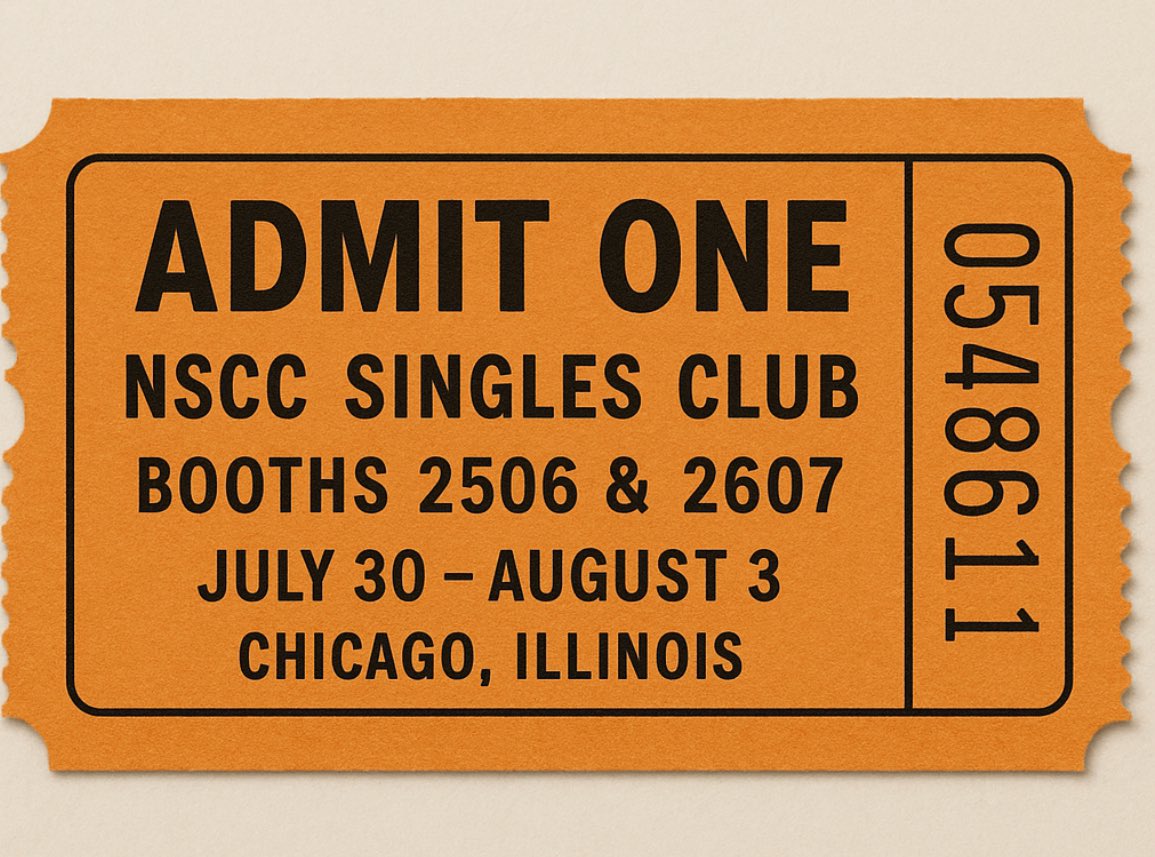 ADMIT ONE
NSCC SINGLES CLUB
BOOTHS 2506 & 2607
JULY 30 – AUGUST 3
CHICAGO, ILLINOIS
0548611